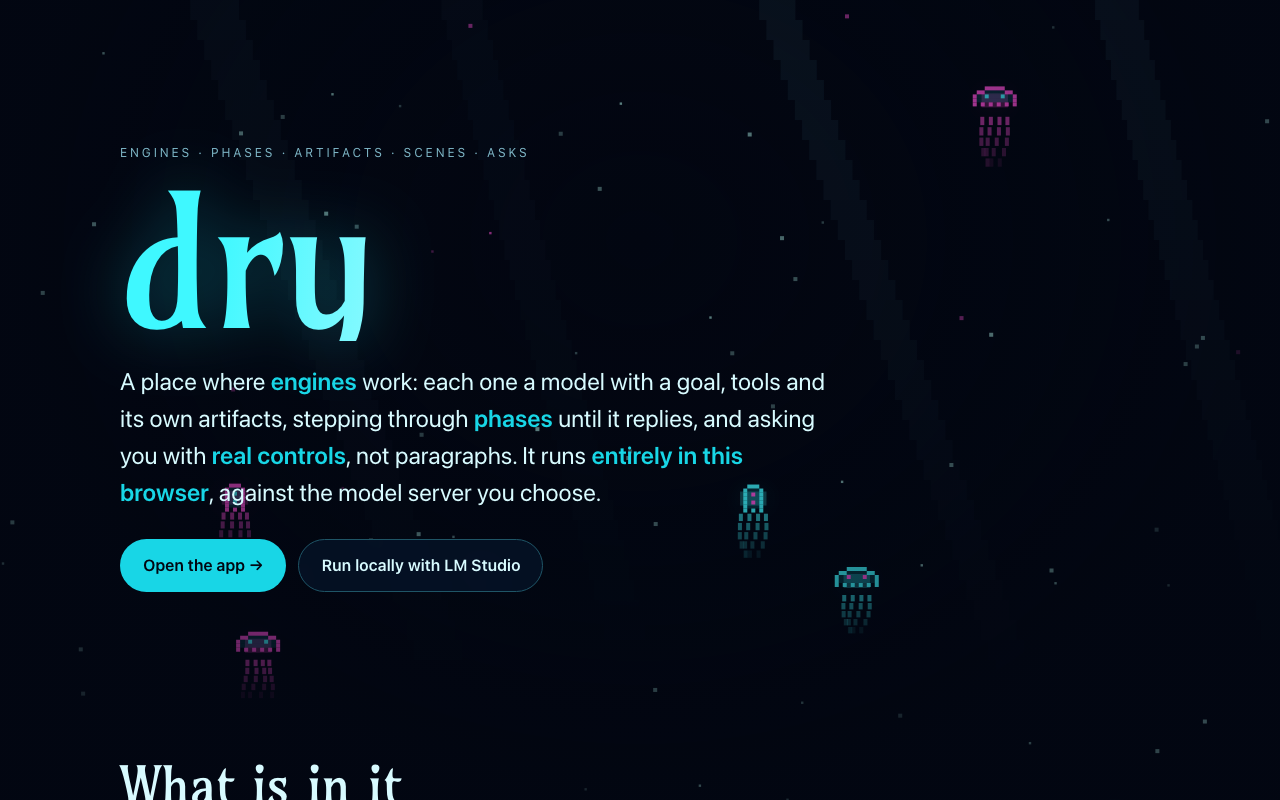 ENGINES · PHASES · ARTIFACTS · SCENES · ASKS
dry
A place where engines work: each one a model with a goal, tools and
its own artifacts, stepping through phases until it replies, and asking
you with real controls, not paragraphs. It runs entirely in this
browser, against the model server you choose.
Open the app →
Run locally with LM Studio
What is in it